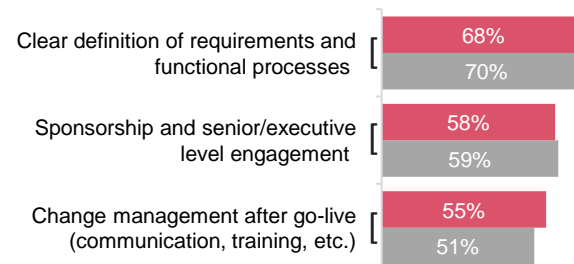 Clear definition of requirements and
functional processes
68%
70%
Sponsorship and senior/executive
level engagement
58%
59%
Change management after go-live
(communication, training, etc.)
55%
51%